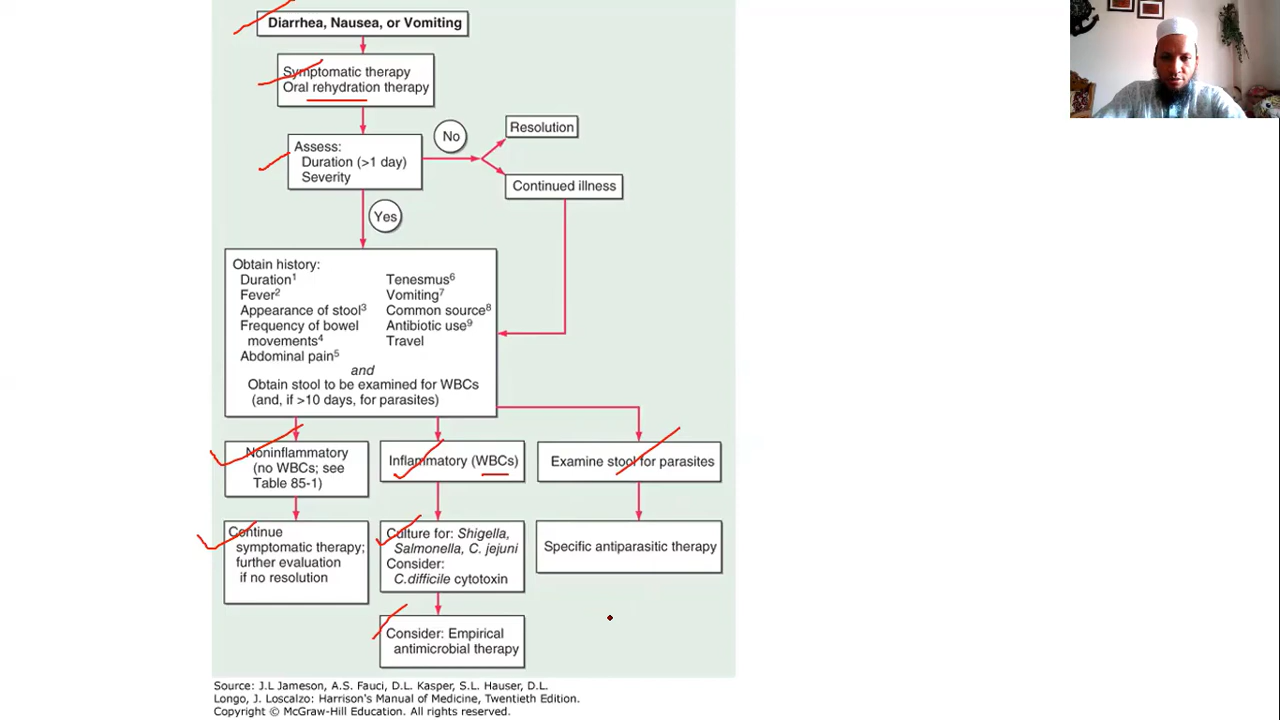 Diarrhea, Nausea, or Vomiting
Symptomatic therapy
Oral rehydration therapy
Assess:
Duration (>1 day)
Severity
No
Resolution
Continued illness
Yes
Obtain history:
Duration¹
Fever²
Appearance of stool³
Frequency of bowel
movements⁴
Abdominal pain⁵
Tenesmus⁶
Vomiting⁷
Common source⁸
Antibiotic use⁹
Travel
and
Obtain stool to be examined for WBCs
(and, if >10 days, for parasites)
Noninflammatory
(no WBCs; see
Table 85-1)
Inflammatory (WBCs)
Examine stool for parasites
Continue
symptomatic therapy;
further evaluation
if no resolution
Culture for: Shigella,
Salmonella, C. jejuni
Consider:
C.difficile cytotoxin
Specific antiparasitic therapy
Consider: Empirical
antimicrobial therapy
Source: J.L Jameson, A.S. Fauci, D.L. Kasper, S.L. Hauser, D.L.
Longo, J. Loscalzo: Harrison's Manual of Medicine, Twentieth Edition.
Copyright © McGraw-Hill Education. All rights reserved.